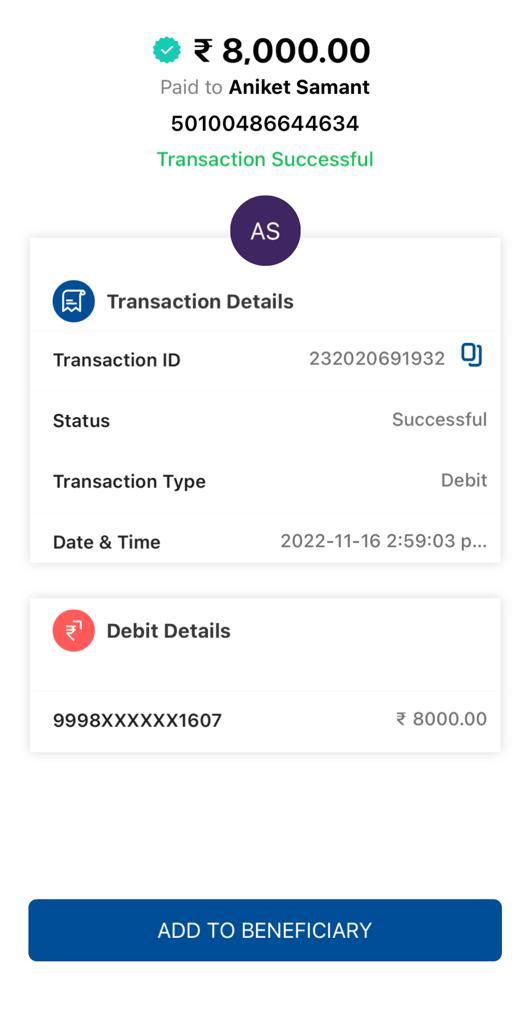 ₹ 8,000.00
Paid to Aniket Samant
50100486644634
Transaction Successful
AS
Transaction Details
Transaction ID 232020691932
Status Successful
Transaction Type Debit
Date & Time 2022-11-16 2:59:03 p...
Debit Details
9998XXXXXX1607 ₹ 8000.00
ADD TO BENEFICIARY